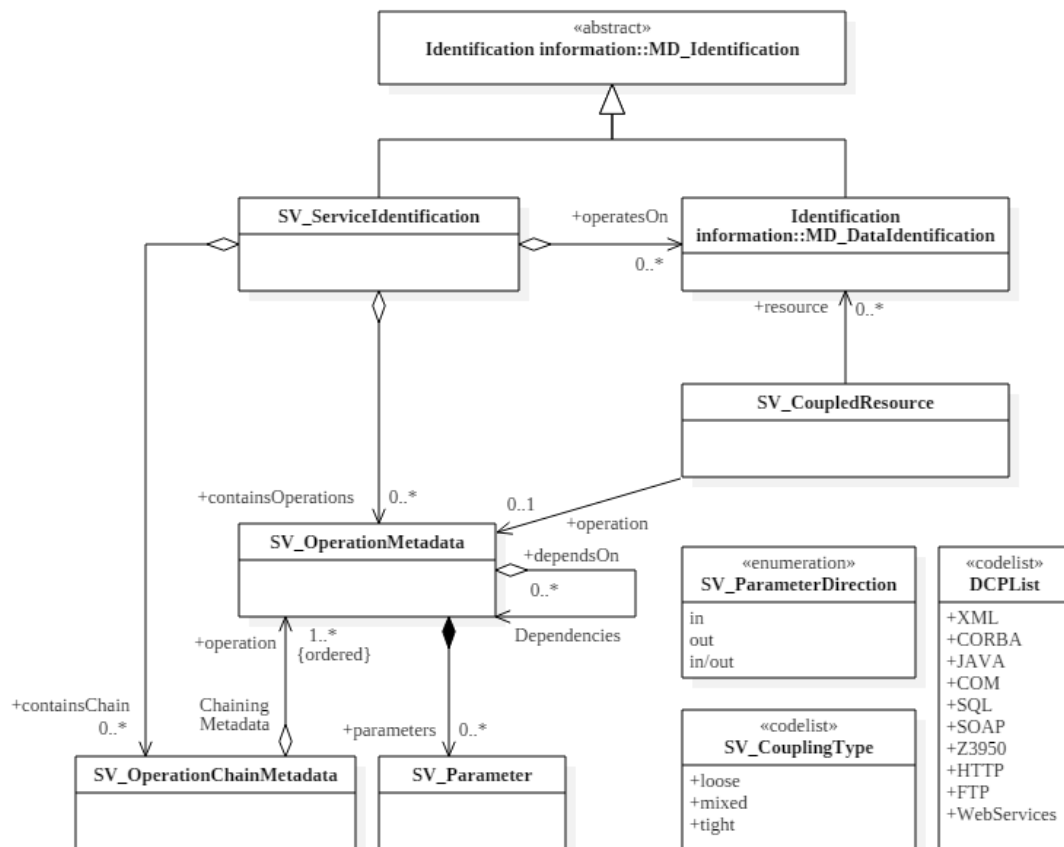 «abstract»
Identification information::MD_Identification
SV_ServiceIdentification
+operatesOn
0..*
Identification
information::MD_DataIdentification
+resource
0..*
SV_CoupledResource
+containsOperations
0..*
0..1
+operation
SV_OperationMetadata
+dependsOn
0..*
Dependencies
+operation
1..*
{ordered}
«enumeration»
SV_ParameterDirection
in
out
in/out
«codelist»
DCPList
+XML
+CORBA
+JAVA
+COM
+SQL
+SOAP
+Z3950
+HTTP
+FTP
+WebServices
+containsChain
0..*
Chaining
Metadata
+parameters
0..*
«codelist»
SV_CouplingType
+loose
+mixed
+tight
SV_OperationChainMetadata
SV_Parameter